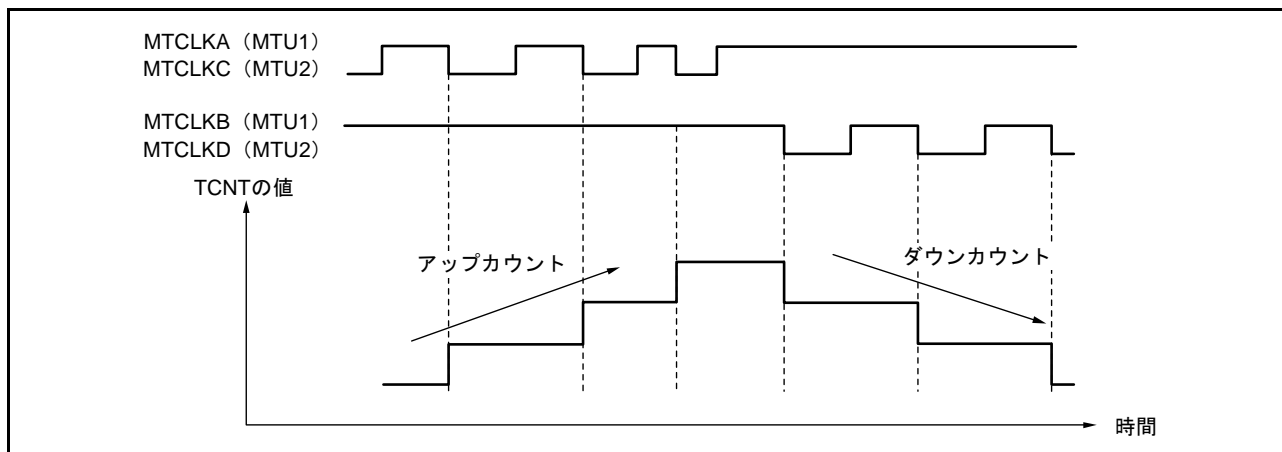 MTCLKA（MTU1）
MTCLKC（MTU2）
MTCLKB（MTU1）
MTCLKD（MTU2）
TCNTの値
アップカウント
ダウンカウント
時間